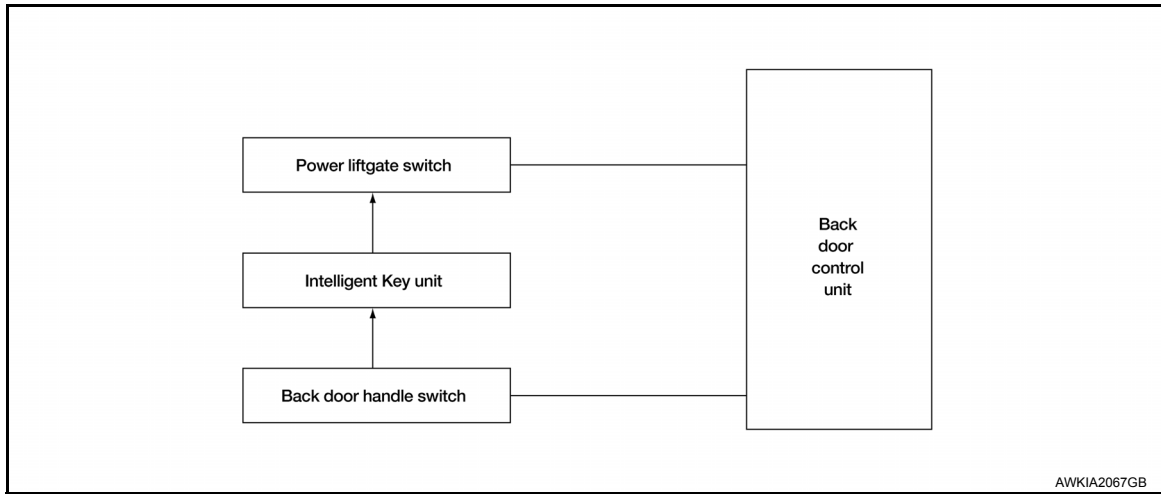 Power liftgate switch
Intelligent Key unit
Back door handle switch
Back
door
control
unit
AWKIA2067GB